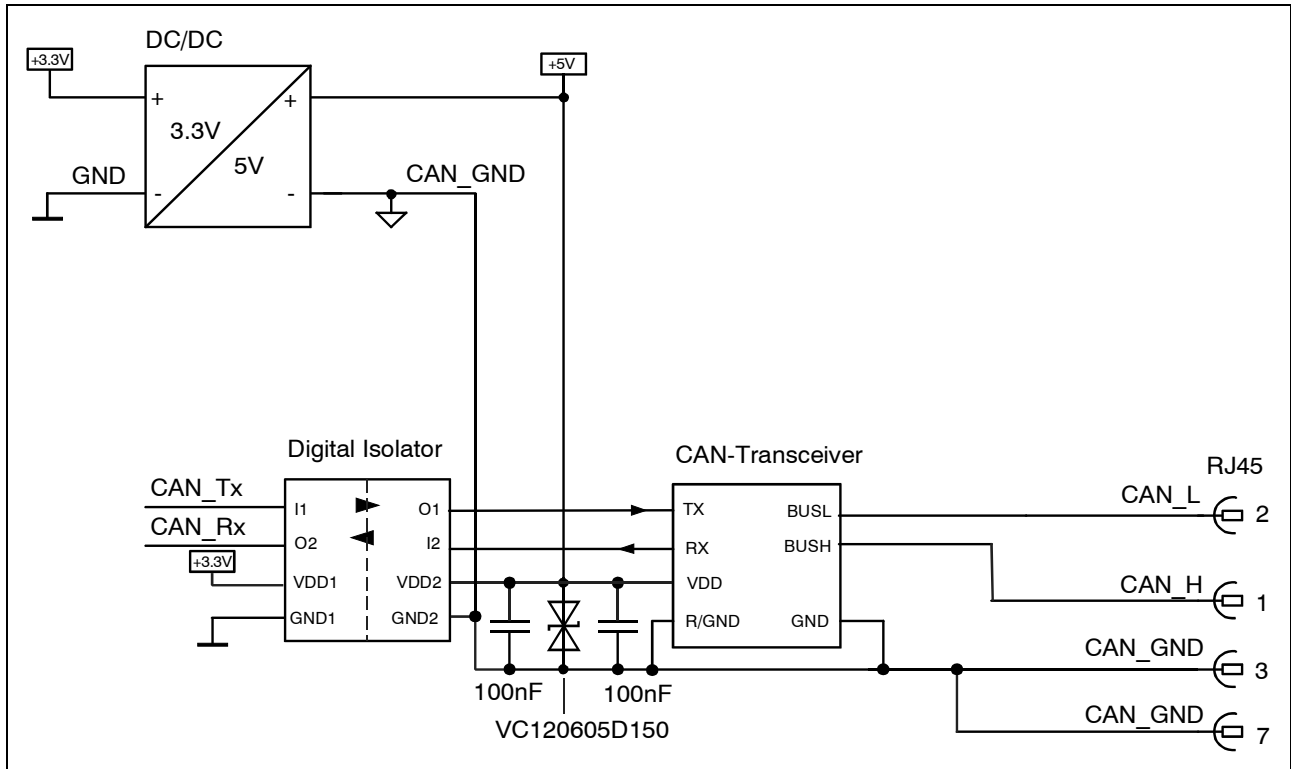 DC/DC
+3.3V
+5V
+ +
3.3V
5V
GND
- -
CAN_GND
Digital Isolator
CAN-Transceiver
RJ45
CAN_Tx
I1 O1
TX BUSL
CAN_L
2
CAN_Rx
O2 I2
RX BUSH
+3.3V
VDD1 VDD2
VDD
CAN_H
1
GND1 GND2
R/GND GND
CAN_GND
3
100nF 100nF
VC120605D150
CAN_GND
7